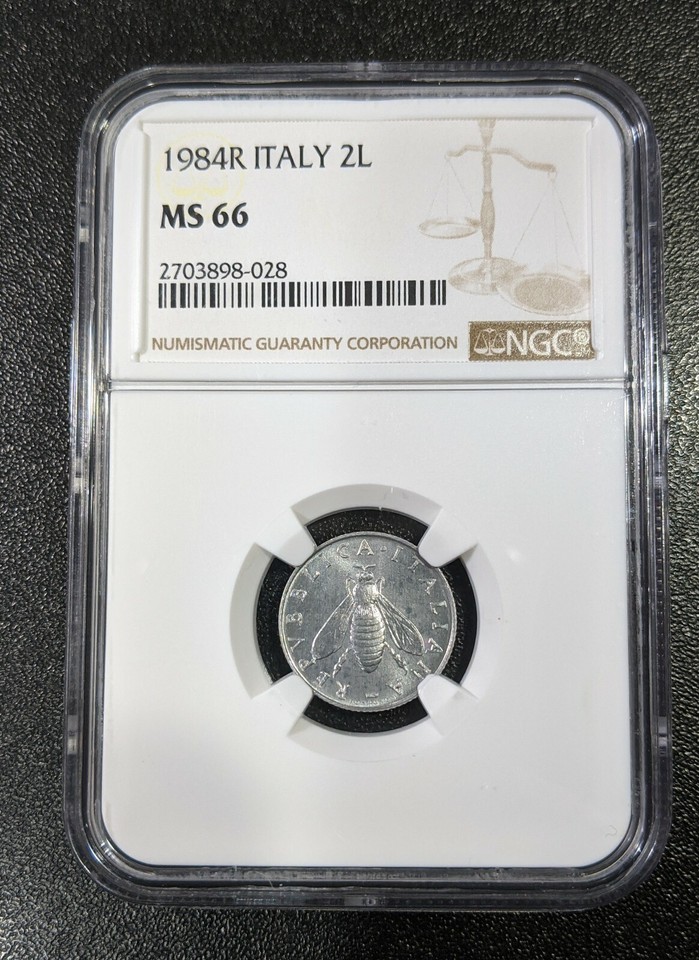 1984R ITALY 2L
MS 66
2703898-028
NUMISMATIC GUARANTY CORPORATION
NGC®
REPVBBLICA·ITALIANA